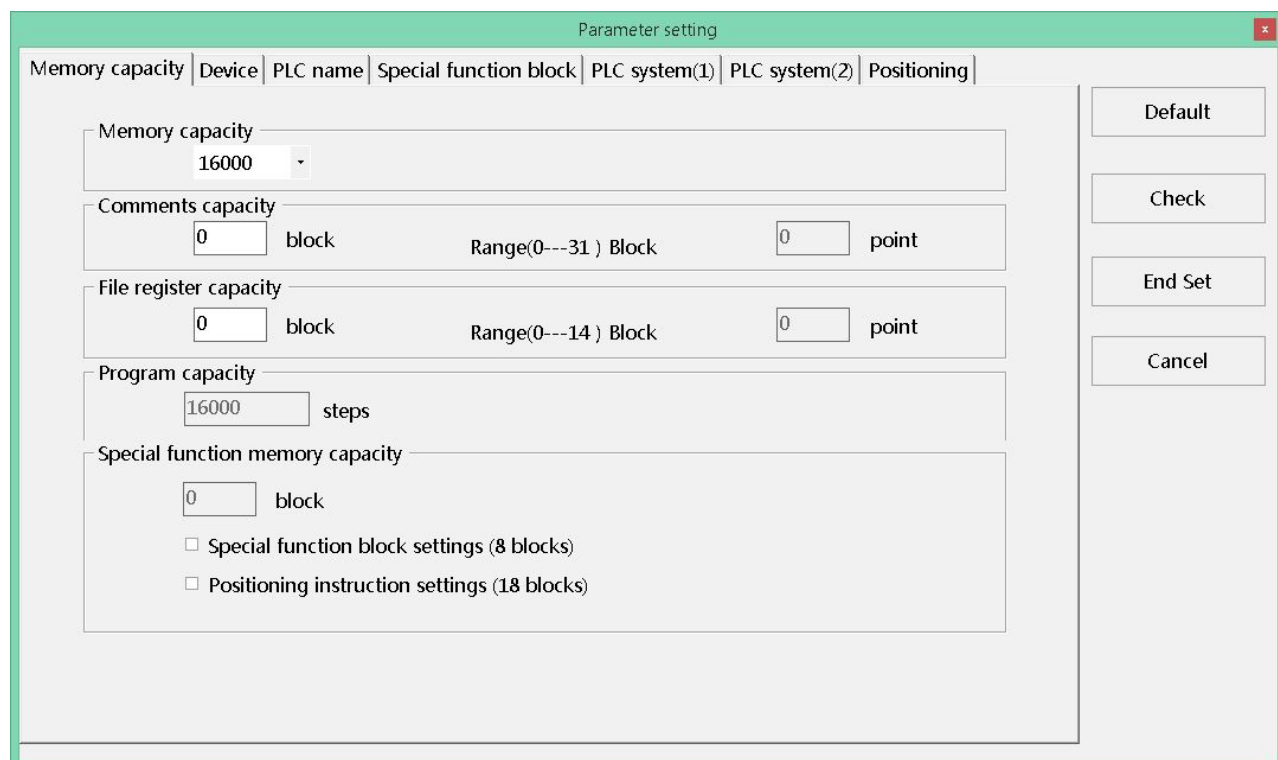 Parameter setting
x
Memory capacity Device PLC name Special function block PLC system(1) PLC system(2) Positioning
Default
Memory capacity
16000
Check
Comments capacity
0 block Range(0---31 ) Block 0 point
End Set
File register capacity
0 block Range(0---14 ) Block 0 point
Cancel
Program capacity
16000 steps
Special function memory capacity
0 block
Special function block settings (8 blocks)
Positioning instruction settings (18 blocks)